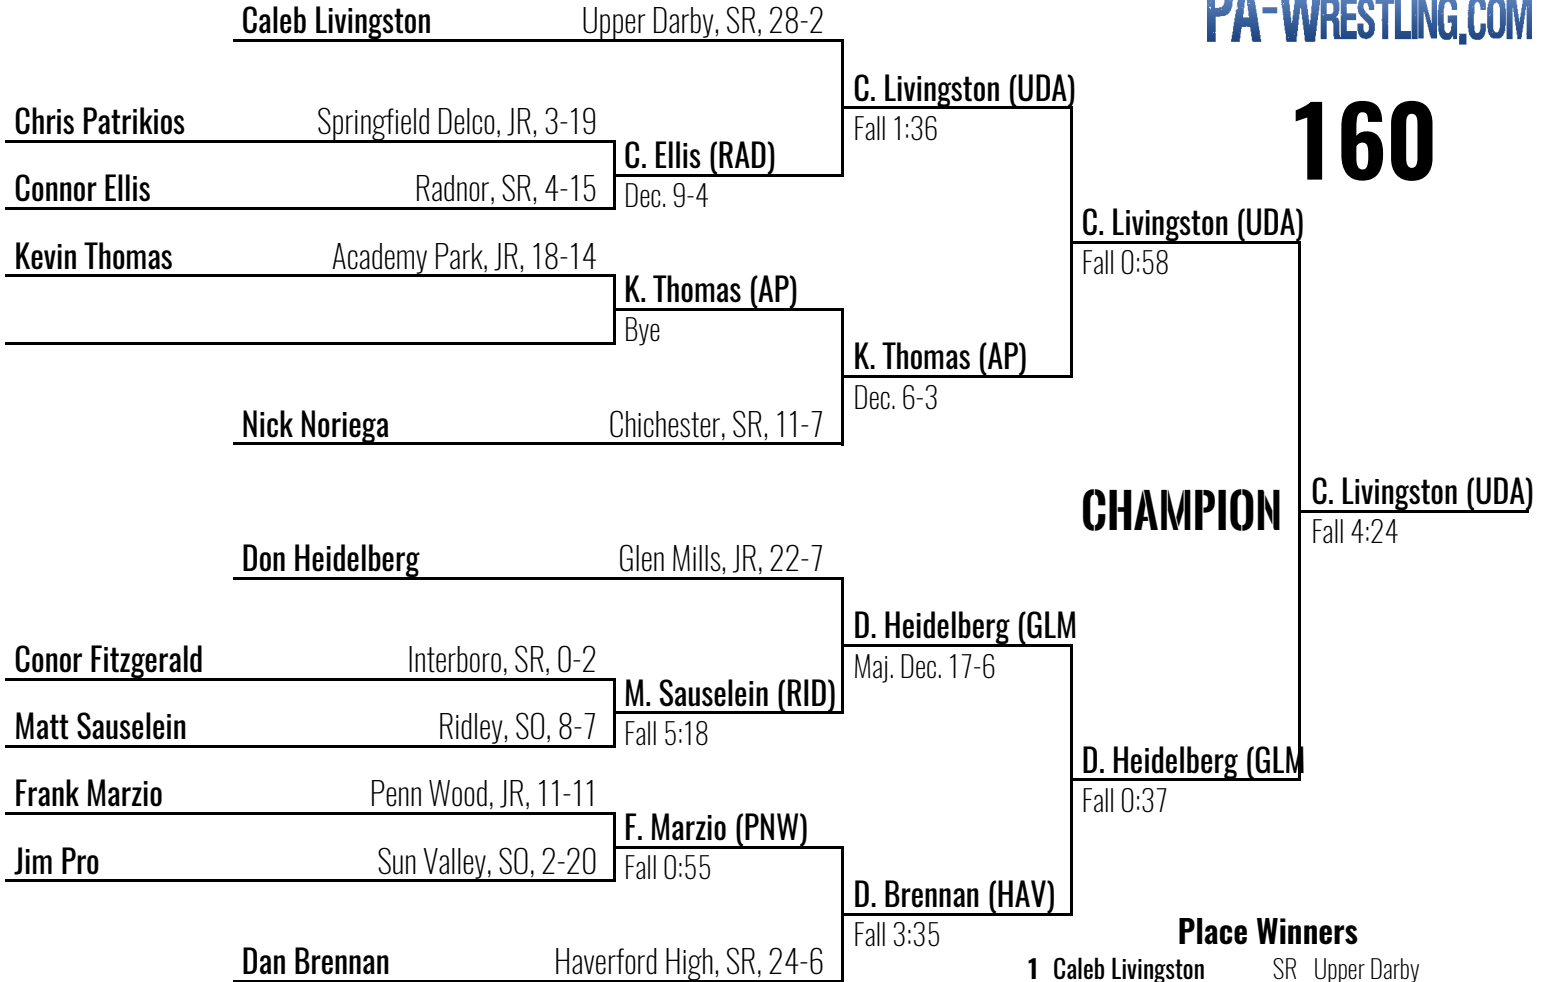 PA-WRESTLING.COM
160
Caleb Livingston Upper Darby, SR, 28-2
C. Livingston (UDA)
Fall 1:36
Chris Patrikios Springfield Delco, JR, 3-19
C. Ellis (RAD)
Dec. 9-4
Connor Ellis Radnor, SR, 4-15
C. Livingston (UDA)
Fall 0:58
Kevin Thomas Academy Park, JR, 18-14
K. Thomas (AP)
Bye
K. Thomas (AP)
Dec. 6-3
Nick Noriega Chichester, SR, 11-7
CHAMPION
C. Livingston (UDA)
Fall 4:24
Don Heidelberg Glen Mills, JR, 22-7
D. Heidelberg (GLM
Maj. Dec. 17-6
Conor Fitzgerald Interboro, SR, 0-2
M. Sauselein (RID)
Fall 5:18
Matt Sauselein Ridley, SO, 8-7
D. Heidelberg (GLM
Fall 0:37
Frank Marzio Penn Wood, JR, 11-11
F. Marzio (PNW)
Fall 0:55
Jim Pro Sun Valley, SO, 2-20
D. Brennan (HAV)
Fall 3:35
Dan Brennan Haverford High, SR, 24-6
Place Winners
1 Caleb Livingston SR Upper Darby